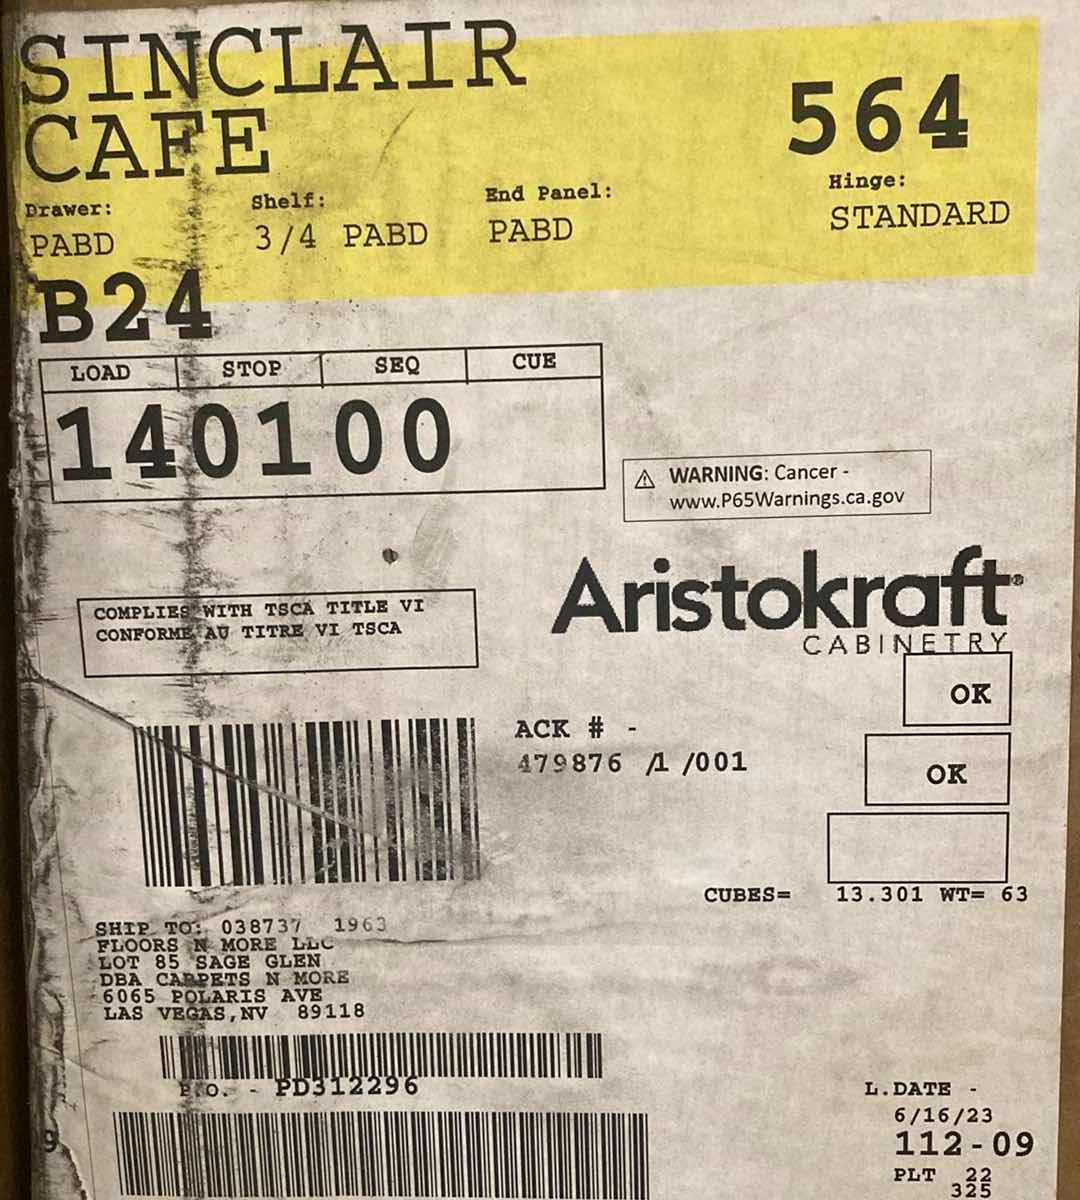 SINCLAIR
CAFE
564
Drawer: Shelf: End Panel: Hinge:
PABD 3/4 PABD PABD STANDARD
B24
LOAD STOP SEQ CUE
140100
WARNING: Cancer -
www.P65Warnings.ca.gov
Aristokraft®
CABINETRY
COMPLIES WITH TSCA TITLE VI
CONFORME AU TITRE VI TSCA
OK
ACK # -
479876 /1 /001
OK
CUBES= 13.301 WT= 63
SHIP TO: 038737 1963
FLOORS N MORE LLC
LOT 85 SAGE GLEN
DBA CARPETS N MORE
6065 POLARIS AVE
LAS VEGAS,NV 89118
P.O. - PD312296
L.DATE -
6/16/23
112-09
PLT 22
325
9